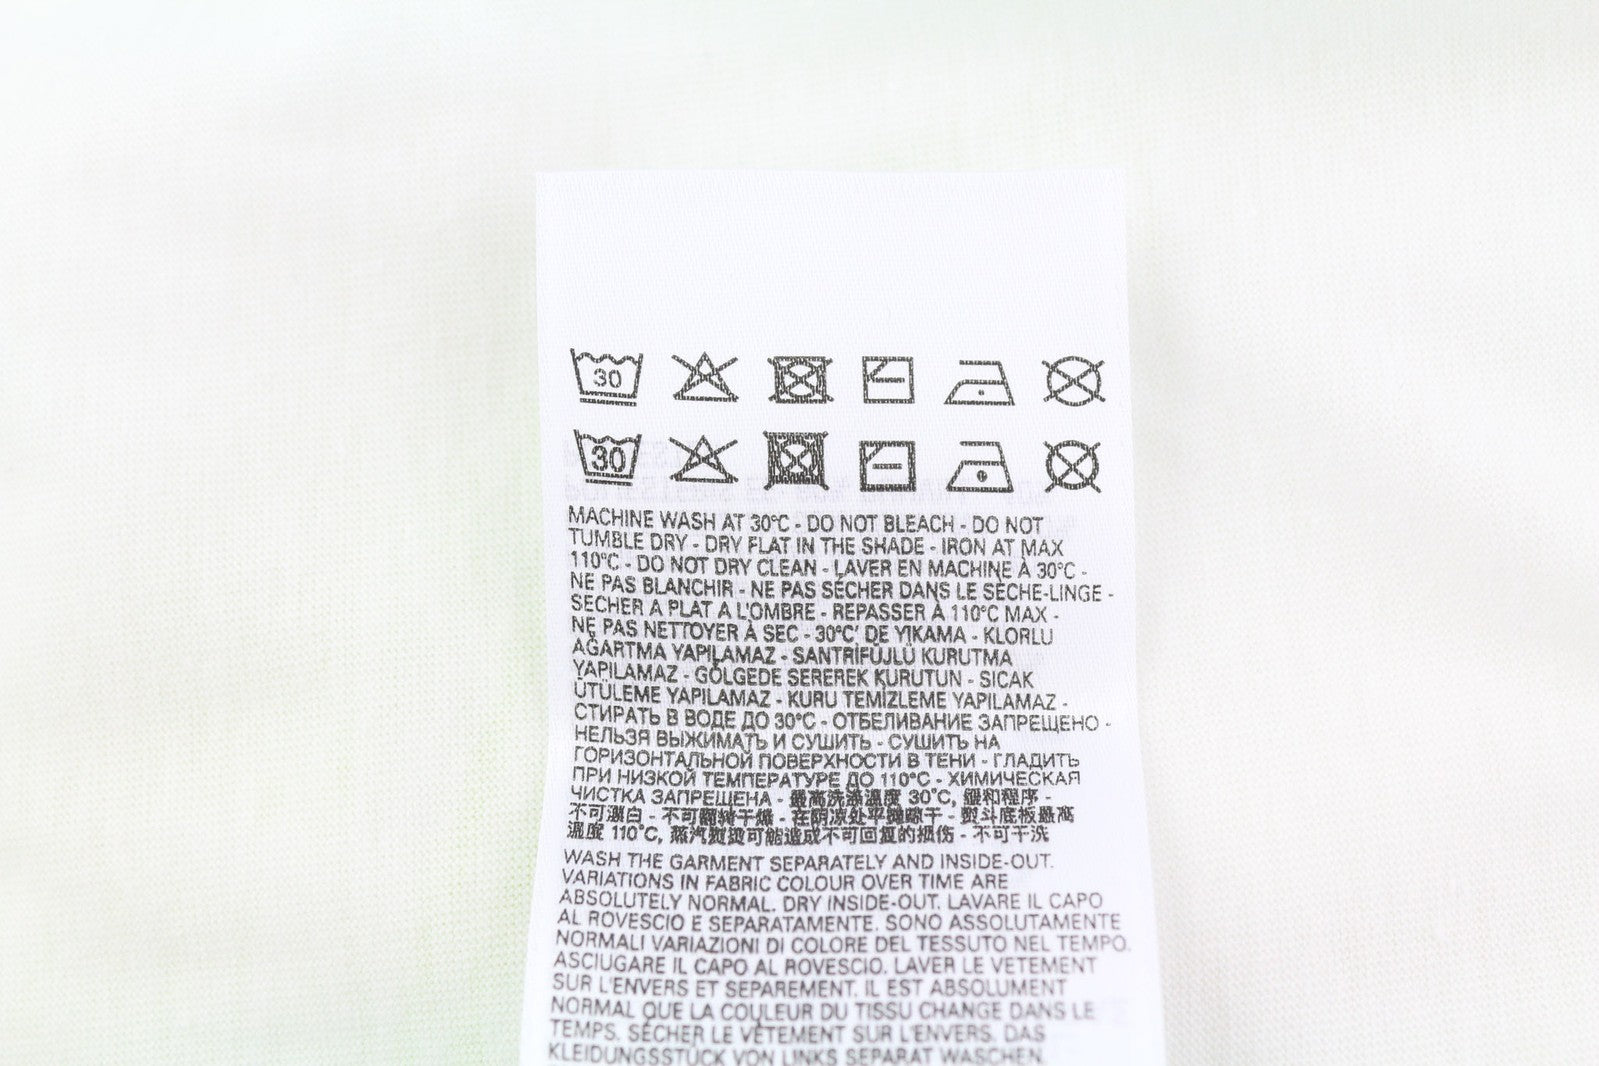 30
30
MACHINE WASH AT 30°C - DO NOT BLEACH - DO NOT
TUMBLE DRY - DRY FLAT IN THE SHADE - IRON AT MAX
110°C - DO NOT DRY CLEAN - LAVER EN MACHINE À 30°C -
NE PAS BLANCHIR - NE PAS SÉCHER DANS LE SÈCHE-LINGE -
SECHER A PLAT A L'OMBRE - REPASSER À 110°C MAX -
NE PAS NETTOYER À SEC - 30°C' DE YIKAMA - KLORLU
AĞARTMA YAPILAMAZ - SANTRİFÜJLÜ KURUTMA
YAPILAMAZ - GÖLGEDE SEREREK KURUTUN - SICAK
ÜTÜLEME YAPILAMAZ - KURU TEMİZLEME YAPILAMAZ -
СТИРАТЬ В ВОДЕ ДО 30°C - ОТБЕЛИВАНИЕ ЗАПРЕЩЕНО -
НЕЛЬЗЯ ВЫЖИМАТЬ И СУШИТЬ - СУШИТЬ НА
ГОРИЗОНТАЛЬНОЙ ПОВЕРХНОСТИ В ТЕНИ - ГЛАДИТЬ
ПРИ НИЗКОЙ ТЕМПЕРАТУРЕ ДО 110°C - ХИМИЧЕСКАЯ
ЧИСТКА ЗАПРЕЩЕНА - 最高洗涤温度 30°C, 缓和程序 -
不可漂白 - 不可翻转干燥 - 在阴凉处平摊晾干 - 熨斗底板最高
温度 110°C, 蒸汽熨烫可能造成不可回复的损伤 - 不可干洗
WASH THE GARMENT SEPARATELY AND INSIDE-OUT.
VARIATIONS IN FABRIC COLOUR OVER TIME ARE
ABSOLUTELY NORMAL. DRY INSIDE-OUT. LAVARE IL CAPO
AL ROVESCIO E SEPARATAMENTE. SONO ASSOLUTAMENTE
NORMALI VARIAZIONI DI COLORE DEL TESSUTO NEL TEMPO.
ASCIUGARE IL CAPO AL ROVESCIO. LAVER LE VETEMENT
SUR L'ENVERS ET SEPAREMENT. IL EST ABSOLUMENT
NORMAL QUE LA COULEUR DU TISSU CHANGE DANS LE
TEMPS. SÉCHER LE VÊTEMENT SUR L'ENVERS. DAS
KLEIDUNGSSTÜCK VON LINKS SEPARAT WASCHEN.